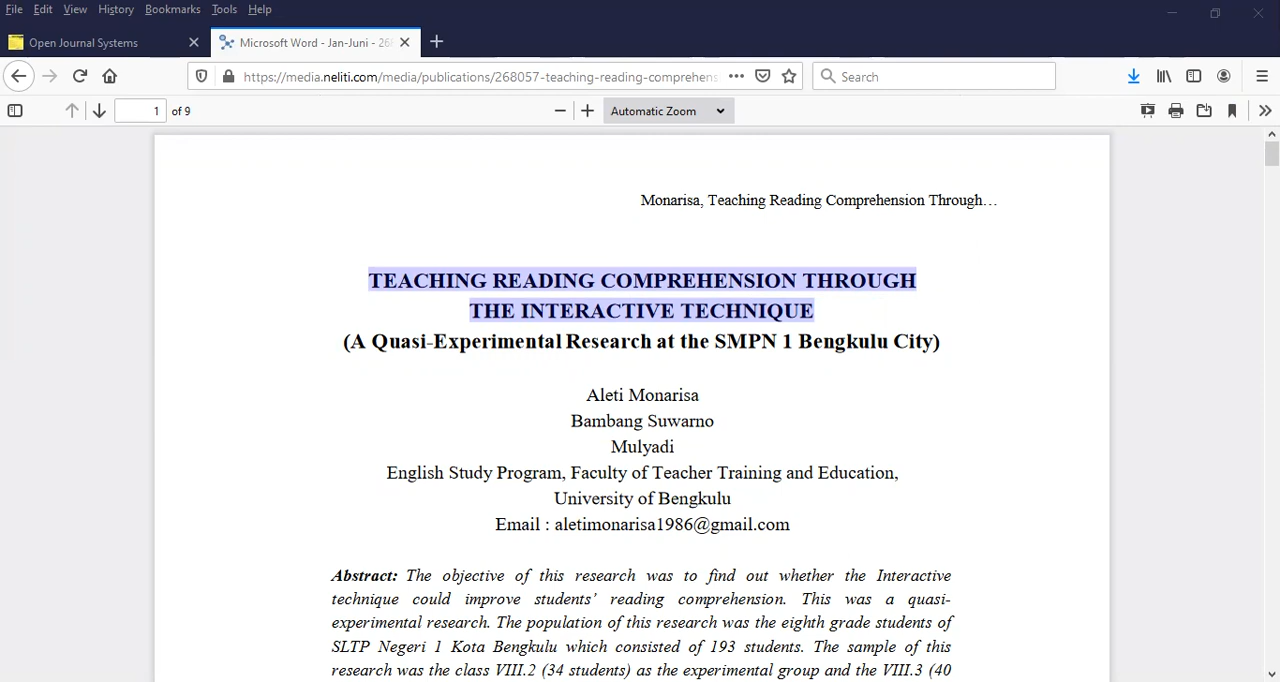 File Edit View History Bookmarks Tools Help
Open Journal Systems
Microsoft Word - Jan-Juni - 268
https://media.neliti.com/media/publications/268057-teaching-reading-comprehens
Search
1 of 9
Automatic Zoom
Monarisa, Teaching Reading Comprehension Through…
TEACHING READING COMPREHENSION THROUGH
THE INTERACTIVE TECHNIQUE
(A Quasi-Experimental Research at the SMPN 1 Bengkulu City)
Aleti Monarisa
Bambang Suwarno
Mulyadi
English Study Program, Faculty of Teacher Training and Education,
University of Bengkulu
Email : aletimonarisa1986@gmail.com
Abstract: The objective of this research was to find out whether the Interactive
technique could improve students’ reading comprehension. This was a quasi-
experimental research. The population of this research was the eighth grade students of
SLTP Negeri 1 Kota Bengkulu which consisted of 193 students. The sample of this
research was the class VIII.2 (34 students) as the experimental group and the VIII.3 (40